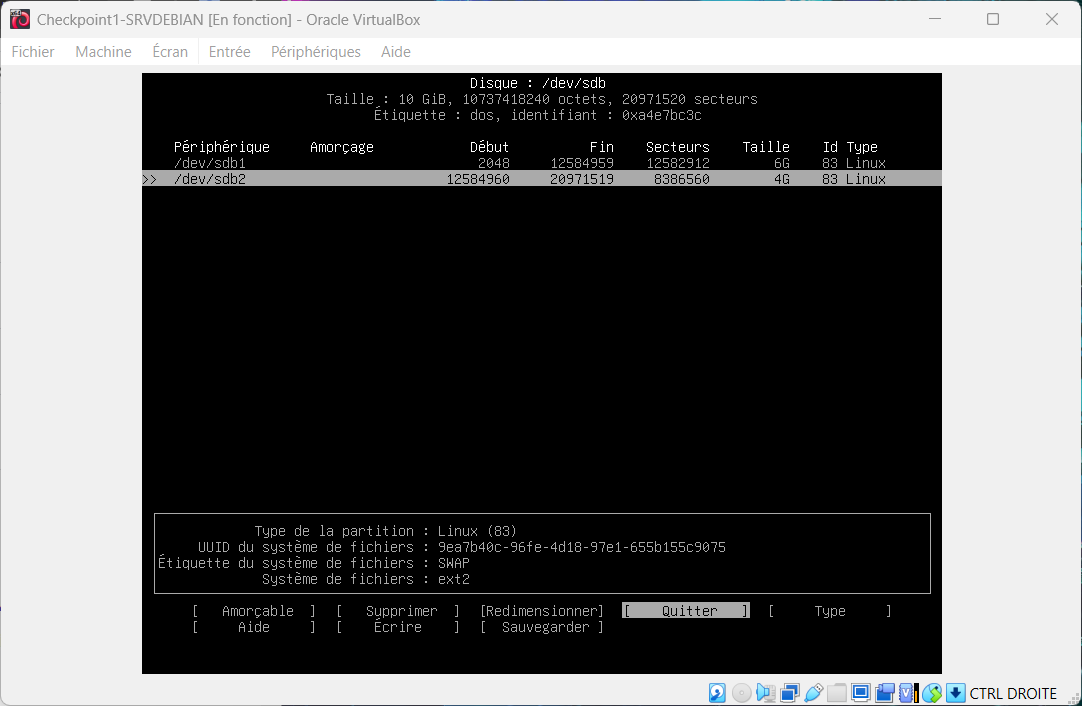 Checkpoint1-SRVDEBIAN [En fonction] - Oracle VirtualBox
Fichier Machine Écran Entrée Périphériques Aide
Disque : /dev/sdb
Taille : 10 GiB, 10737418240 octets, 20971520 secteurs
Étiquette : dos, identifiant : 0xa4e7bc3c
Périphérique Amorçage Début Fin Secteurs Taille Id Type
/dev/sdb1 2048 12584959 12582912 6G 83 Linux
>> /dev/sdb2 12584960 20971519 8386560 4G 83 Linux
Type de la partition : Linux (83)
UUID du système de fichiers : 9ea7b40c-96fe-4d18-97e1-655b155c9075
Étiquette du système de fichiers : SWAP
Système de fichiers : ext2
[ Amorçable ] [ Supprimer ] [Redimensionner] [ Quitter ] [ Type ]
[ Aide ] [ Écrire ] [ Sauvegarder ]
CTRL DROITE